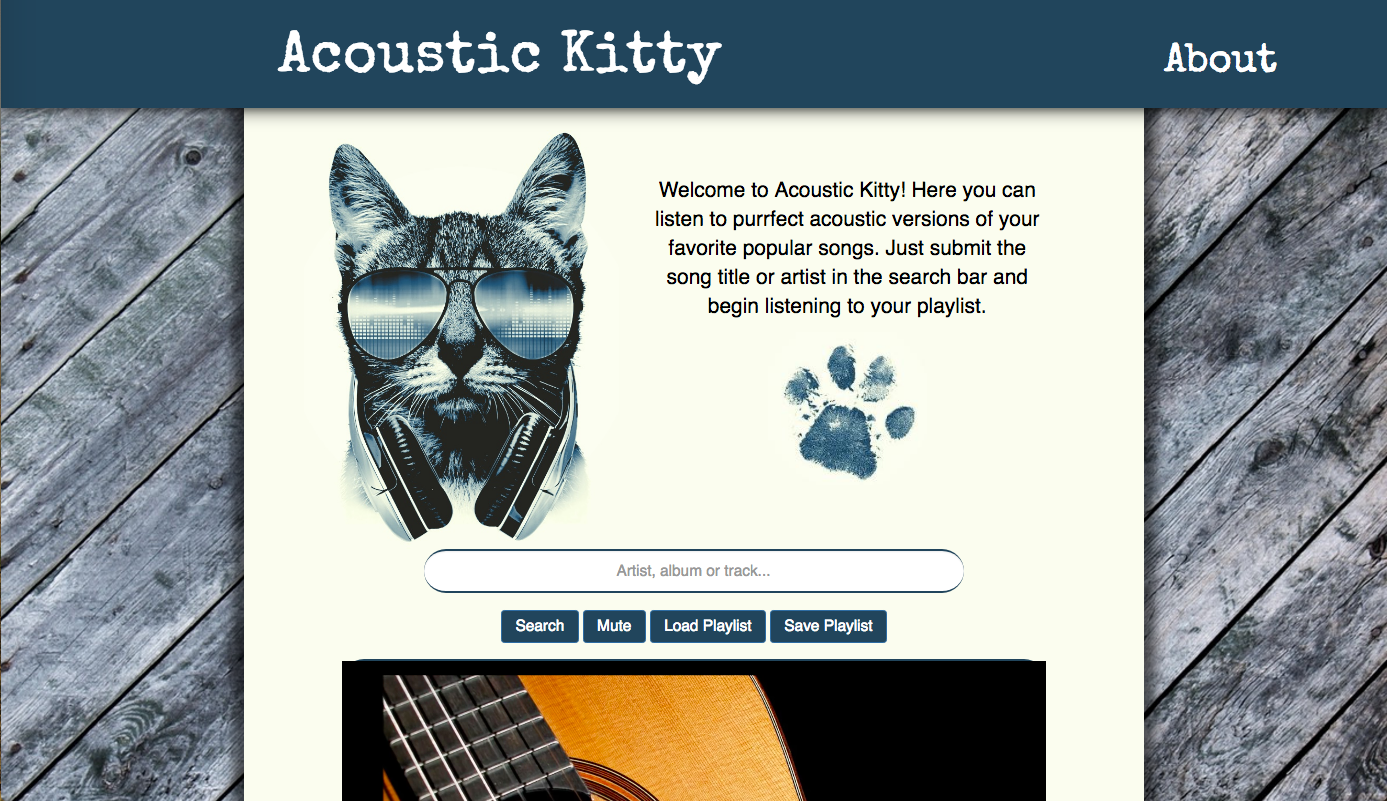 Acoustic Kitty
About
Welcome to Acoustic Kitty! Here you can
listen to purrfect acoustic versions of your
favorite popular songs. Just submit the
song title or artist in the search bar and
begin listening to your playlist.
Artist, album or track...
Search Mute Load Playlist Save Playlist